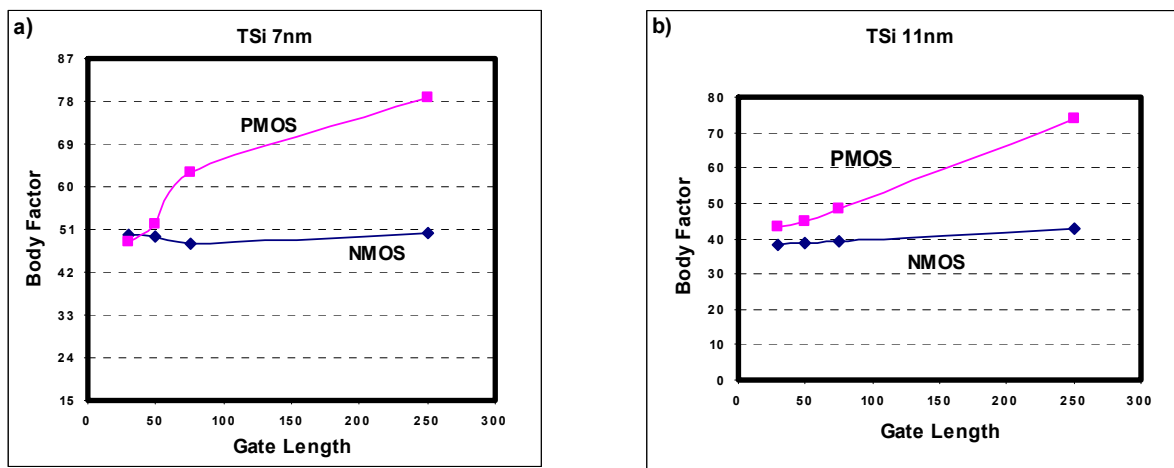 a)
TSi 7nm
87
78
69
60
51
42
33
24
15
Body Factor
PMOS
NMOS
0 50 100 150 200 250 300
Gate Length
b)
TSi 11nm
80
70
60
50
40
30
20
10
0
Body Factor
PMOS
NMOS
0 50 100 150 200 250 300
Gate Length